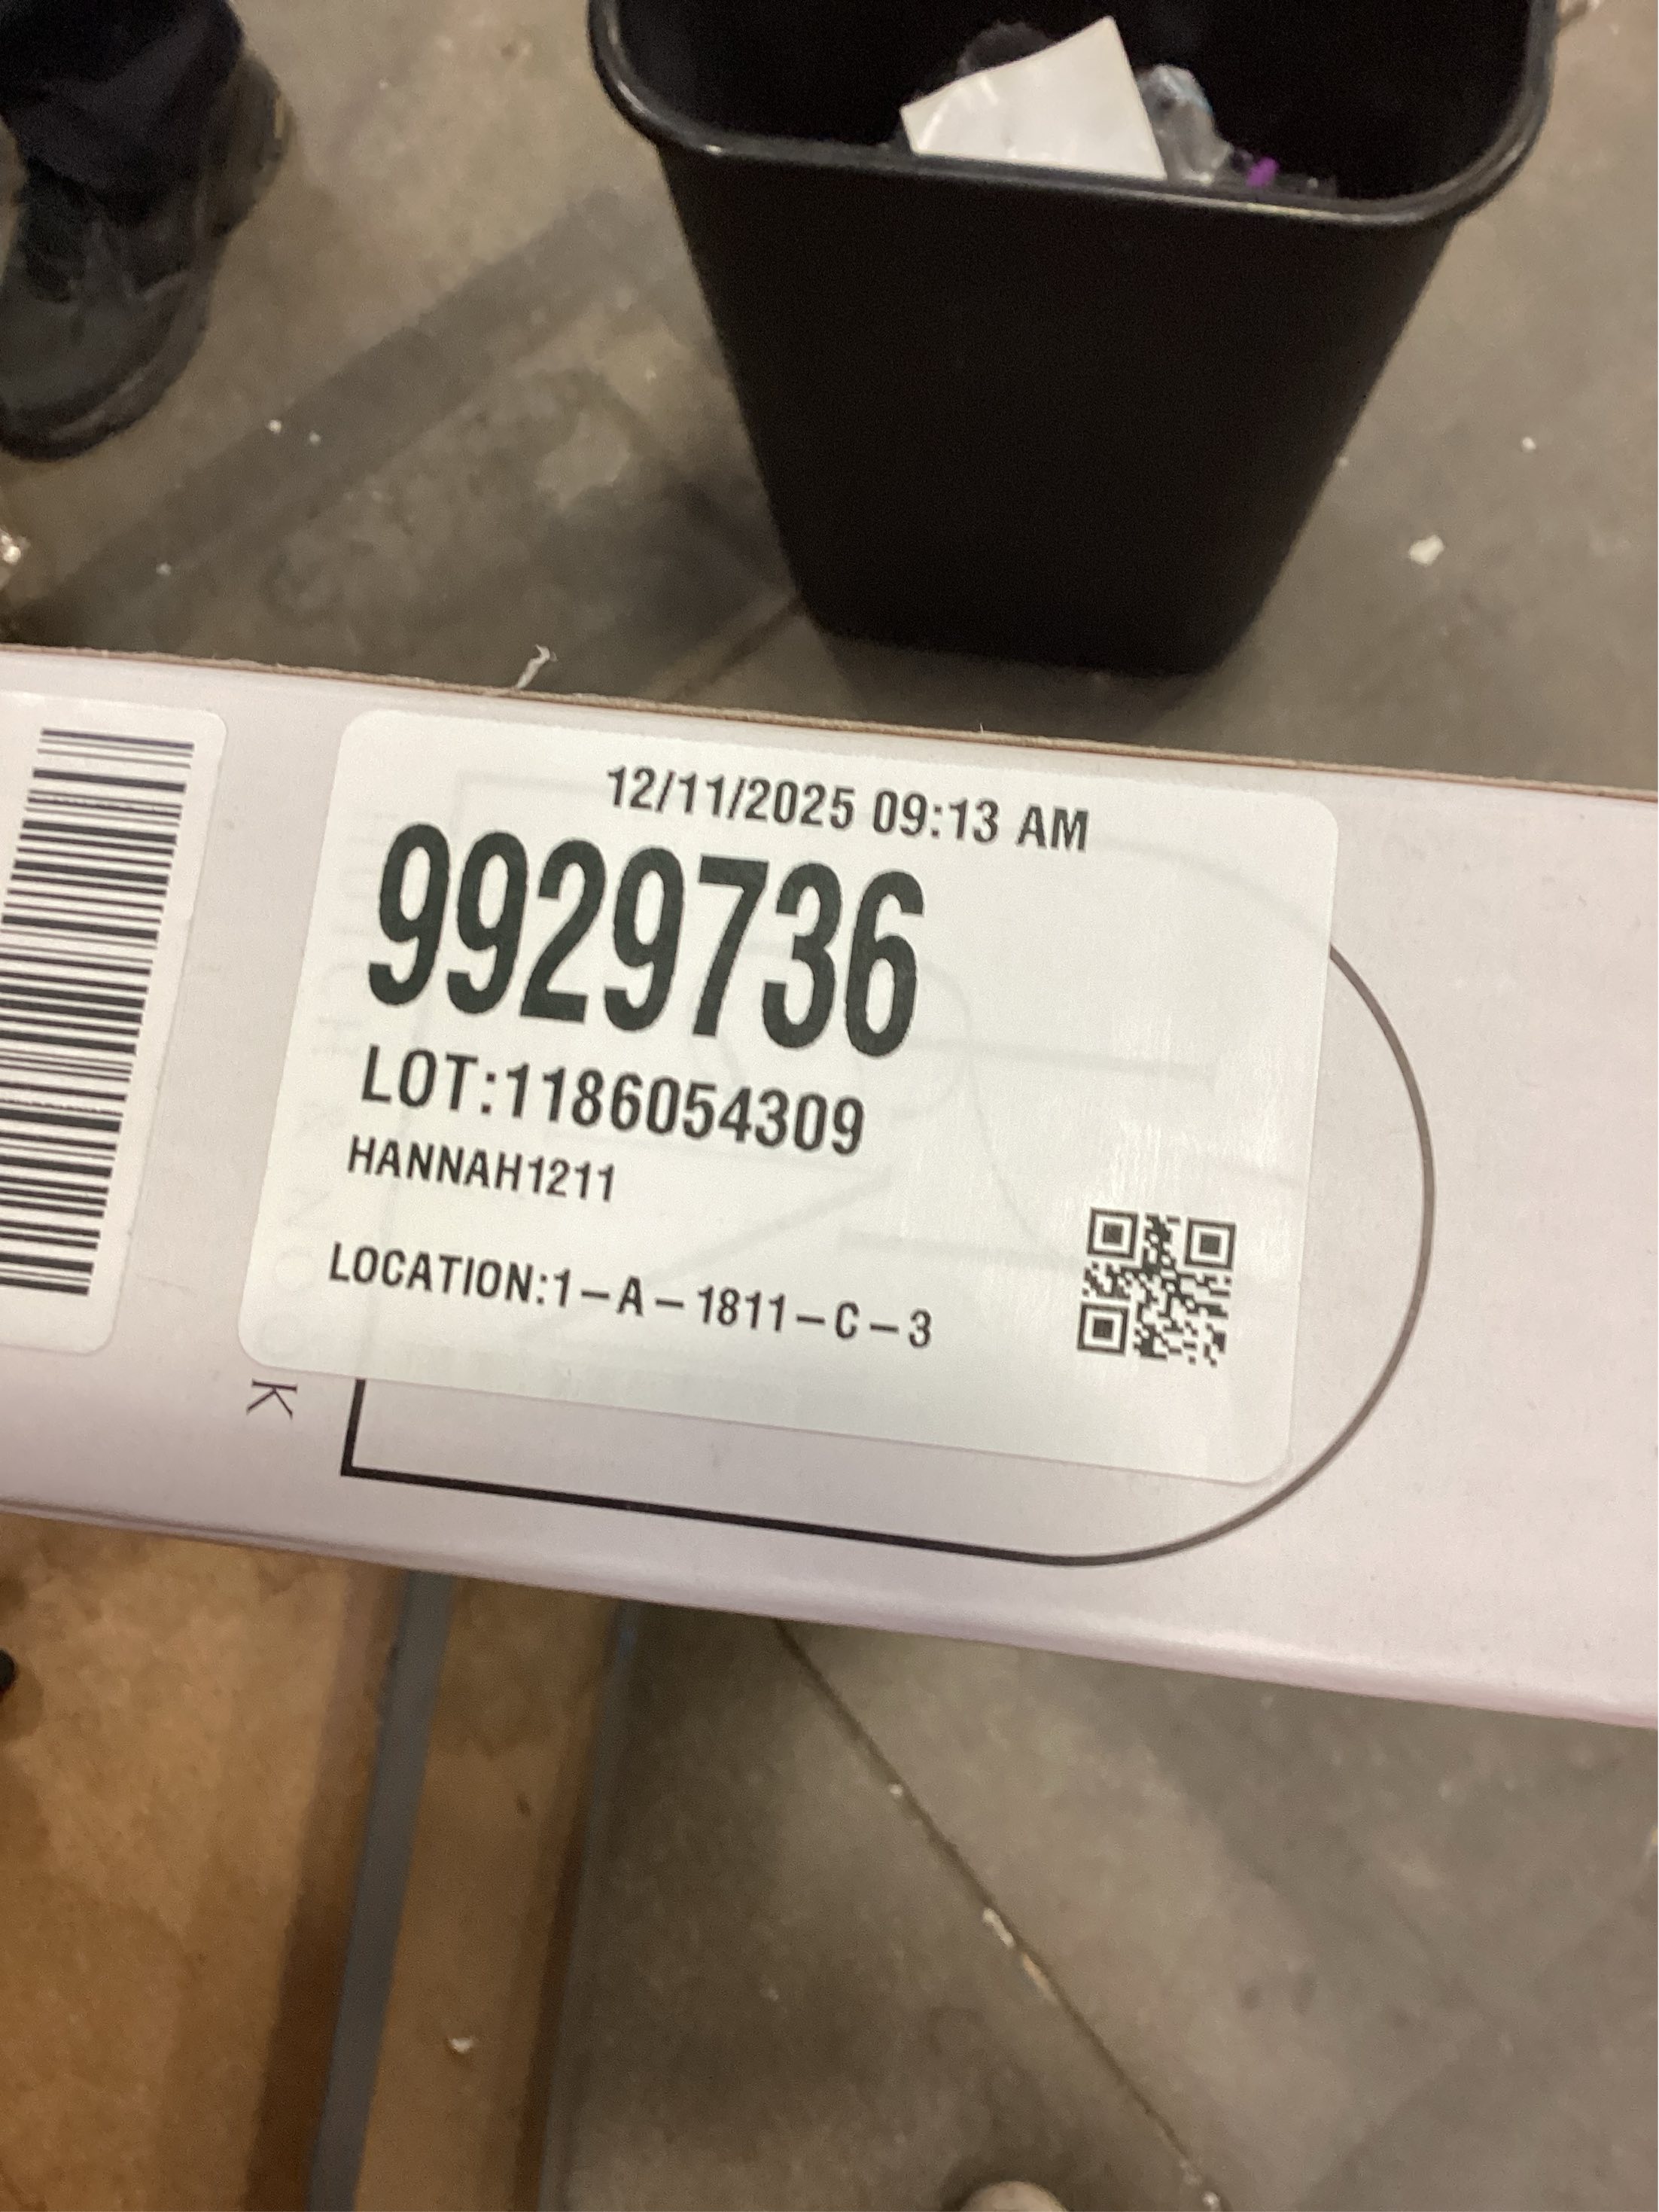 12/11/2025 09:13 AM
9929736
LOT:1186054309
HANNAH1211
LOCATION:1-A-1811-C-3
K